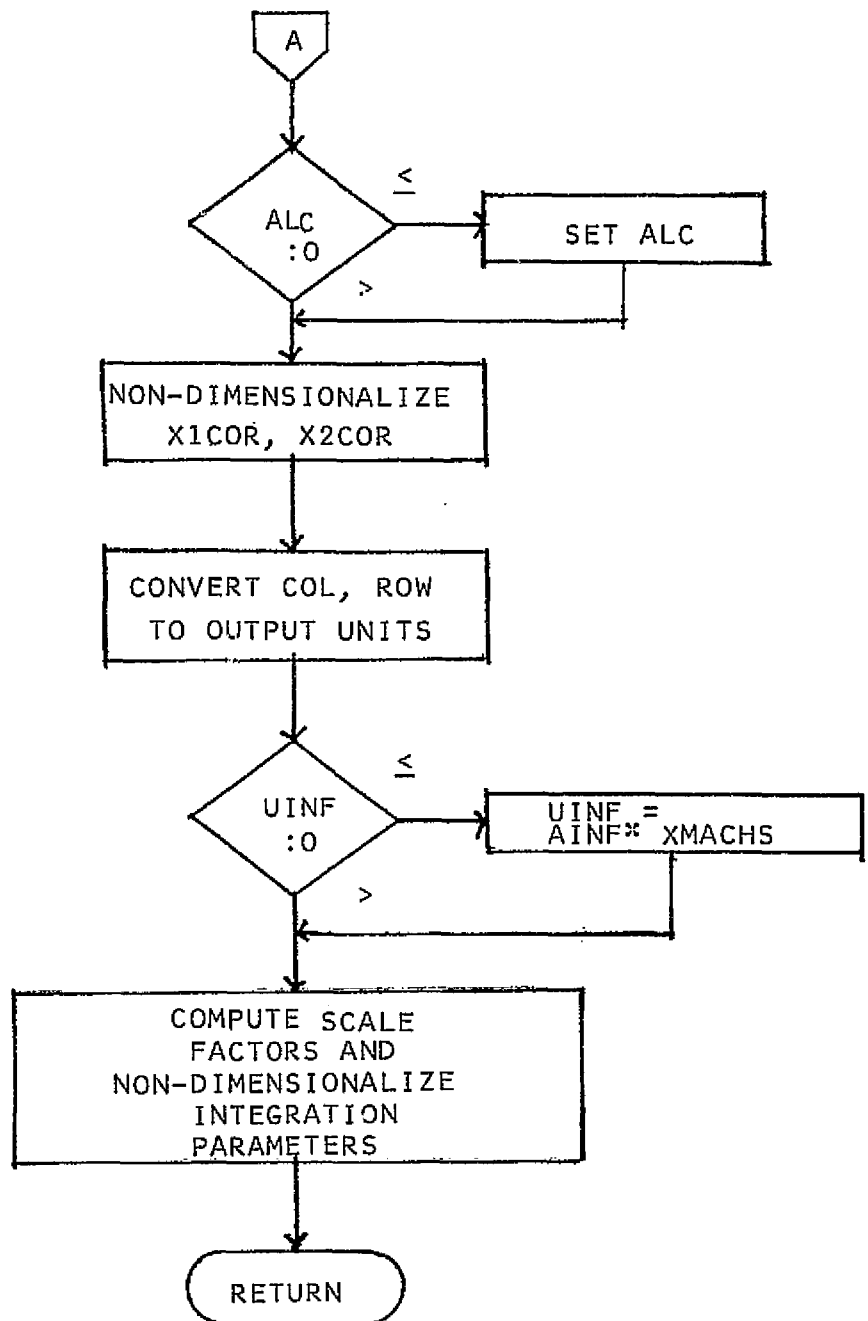 A
≤
ALC
:0
SET ALC
>
NON-DIMENSIONALIZE
X1COR, X2COR
CONVERT COL, ROW
TO OUTPUT UNITS
≤
UINF
:0
UINF =
AINF* XMACHS
>
COMPUTE SCALE
FACTORS AND
NON-DIMENSIONALIZE
INTEGRATION
PARAMETERS
RETURN